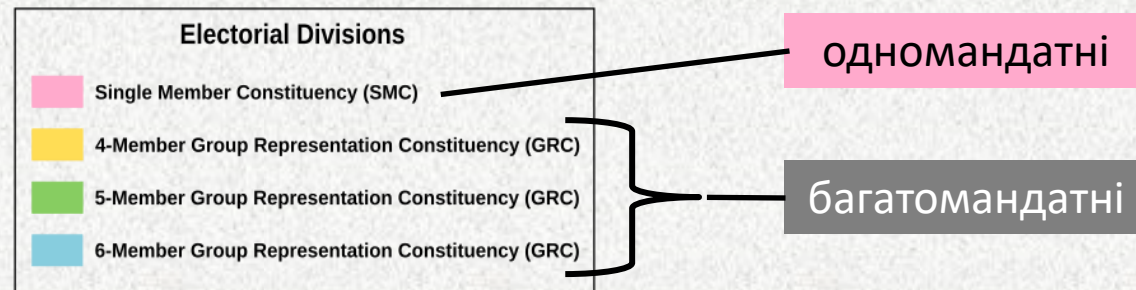 Electorial Divisions
Single Member Constituency (SMC)
4-Member Group Representation Constituency (GRC)
5-Member Group Representation Constituency (GRC)
6-Member Group Representation Constituency (GRC)
одномандатні
багатомандатні